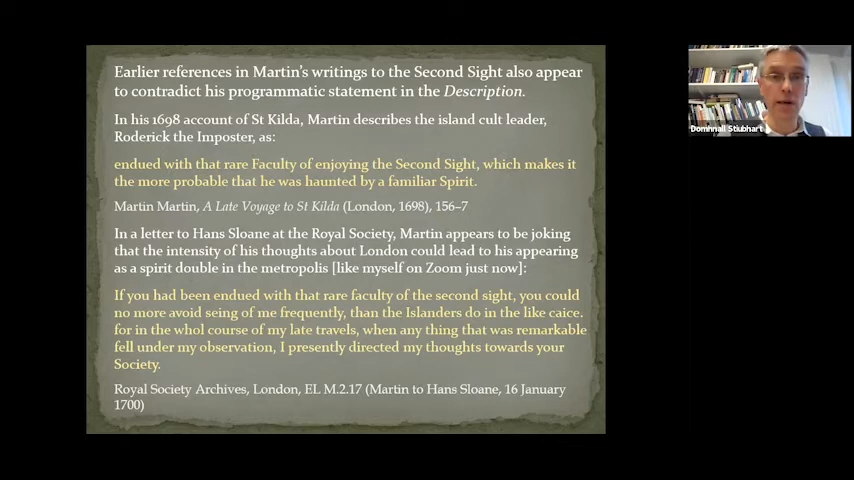 Earlier references in Martin's writings to the Second Sight also appear
to contradict his programmatic statement in the Description.
In his 1698 account of St Kilda, Martin describes the island cult leader,
Roderick the Imposter, as:
endued with that rare Faculty of enjoying the Second Sight, which makes it
the more probable that he was haunted by a familiar Spirit.
Martin Martin, A Late Voyage to St Kilda (London, 1698), 156–7
In a letter to Hans Sloane at the Royal Society, Martin appears to be joking
that the intensity of his thoughts about London could lead to his appearing
as a spirit double in the metropolis [like myself on Zoom just now]:
If you had been endued with that rare faculty of the second sight, you could
no more avoid seing of me frequently, than the Islanders do in the like caice.
for in the whol course of my late travels, when any thing that was remarkable
fell under my observation, I presently directed my thoughts towards your
Society.
Royal Society Archives, London, EL M.2.17 (Martin to Hans Sloane, 16 January
1700)
Domhnall Stiubhart